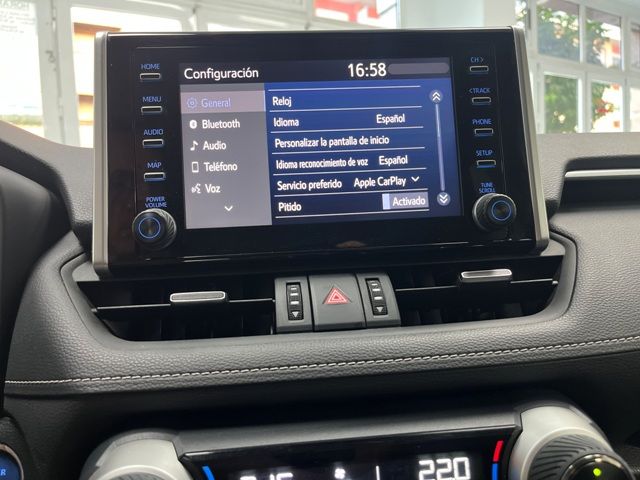 HOME
MENU
AUDIO
MAP
POWER
VOLUME
Configuración 16:58
General
Bluetooth
Audio
Teléfono
Voz
Reloj
Idioma Español
Personalizar la pantalla de inicio
Idioma reconocimiento de voz Español
Servicio preferido Apple CarPlay
Pitido Activado
CH>
<TRACK
PHONE
SETUP
TUNE
SCROLL
22.0